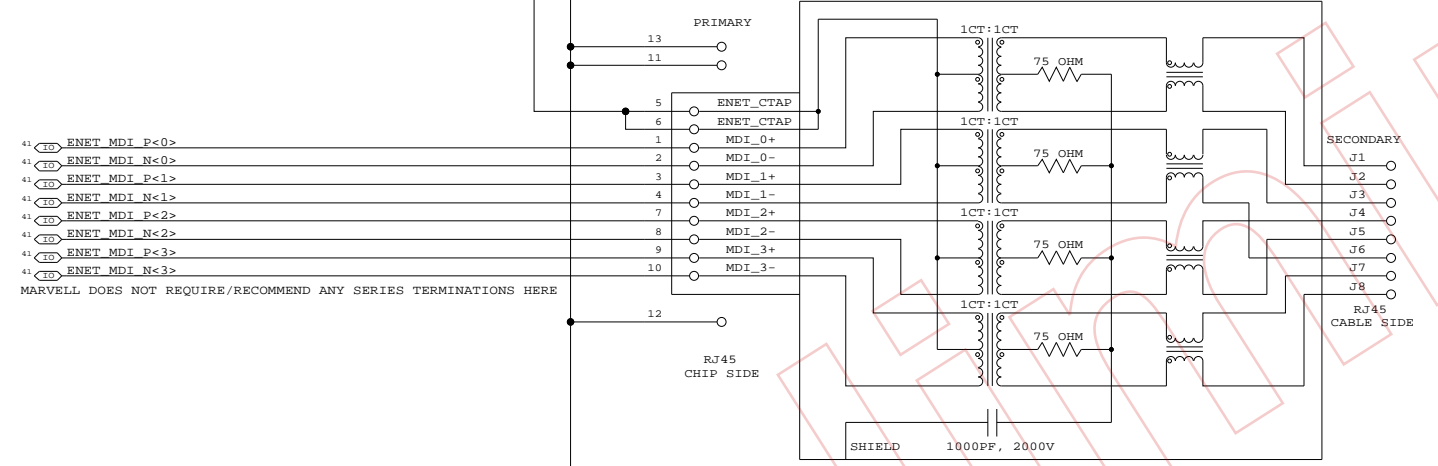 PRIMARY
13
11
1CT:1CT
75 OHM
5 ENET_CTAP
6 ENET_CTAP
1CT:1CT
41 IO ENET_MDI_P<0> 1 MDI_0+
SECONDARY
41 IO ENET_MDI_N<0> 2 MDI_0-
75 OHM
J1
41 IO ENET_MDI_P<1> 3 MDI_1+
J2
41 IO ENET_MDI_N<1> 4 MDI_1-
J3
41 IO ENET_MDI_P<2> 7 MDI_2+
1CT:1CT
J4
41 IO ENET_MDI_N<2> 8 MDI_2-
J5
75 OHM
41 IO ENET_MDI_P<3> 9 MDI_3+
J6
41 IO ENET_MDI_N<3> 10 MDI_3-
J7
MARVELL DOES NOT REQUIRE/RECOMMEND ANY SERIES TERMINATIONS HERE
J8
1CT:1CT
12
RJ45
CABLE SIDE
75 OHM
RJ45
CHIP SIDE
SHIELD
1000PF, 2000V